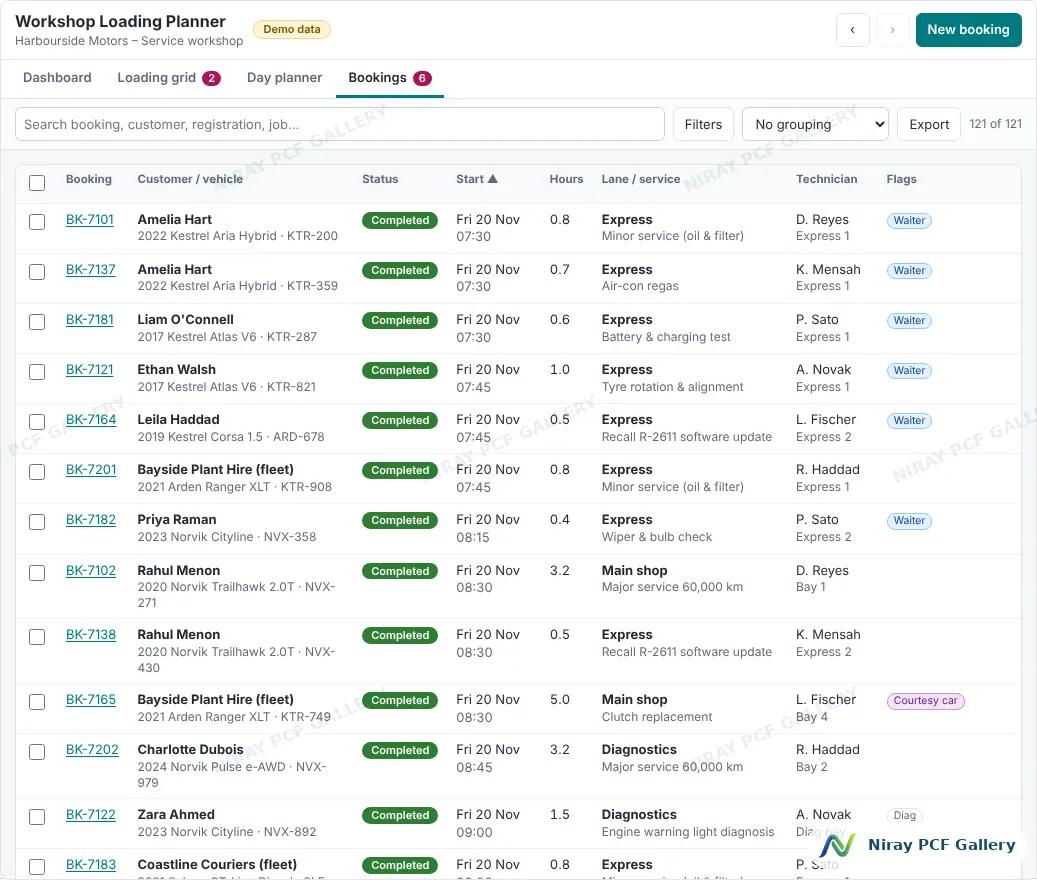 Workshop Loading Planner
Demo data
Harbourside Motors – Service workshop
‹ › New booking
Dashboard Loading grid 2 Day planner Bookings 6
Search booking, customer, registration, job... Filters No grouping Export 121 of 121
Booking Customer / vehicle Status Start ▲ Hours Lane / service Technician Flags
BK-7101 Amelia Hart Completed Fri 20 Nov 0.8 Express D. Reyes Waiter
2022 Kestrel Aria Hybrid · KTR-200 07:30 Minor service (oil & filter) Express 1
BK-7137 Amelia Hart Completed Fri 20 Nov 0.7 Express K. Mensah Waiter
2022 Kestrel Aria Hybrid · KTR-359 07:30 Air-con regas Express 1
BK-7181 Liam O'Connell Completed Fri 20 Nov 0.6 Express P. Sato Waiter
2017 Kestrel Atlas V6 · KTR-287 07:30 Battery & charging test Express 1
BK-7121 Ethan Walsh Completed Fri 20 Nov 1.0 Express A. Novak Waiter
2017 Kestrel Atlas V6 · KTR-821 07:45 Tyre rotation & alignment Express 1
BK-7164 Leila Haddad Completed Fri 20 Nov 0.5 Express L. Fischer Waiter
2019 Kestrel Corsa 1.5 · ARD-678 07:45 Recall R-2611 software update Express 2
BK-7201 Bayside Plant Hire (fleet) Completed Fri 20 Nov 0.8 Express R. Haddad
2021 Arden Ranger XLT · KTR-908 07:45 Minor service (oil & filter) Express 1
BK-7182 Priya Raman Completed Fri 20 Nov 0.4 Express P. Sato Waiter
2023 Norvik Cityline · NVX-358 08:15 Wiper & bulb check Express 2
BK-7102 Rahul Menon Completed Fri 20 Nov 3.2 Main shop D. Reyes
2020 Norvik Trailhawk 2.0T · NVX- 08:30 Major service 60,000 km Bay 1
271
BK-7138 Rahul Menon Completed Fri 20 Nov 0.5 Express K. Mensah
2020 Norvik Trailhawk 2.0T · NVX- 08:30 Recall R-2611 software update Express 2
430
BK-7165 Bayside Plant Hire (fleet) Completed Fri 20 Nov 5.0 Main shop L. Fischer Courtesy car
2021 Arden Ranger XLT · KTR-749 08:30 Clutch replacement Bay 4
BK-7202 Charlotte Dubois Completed Fri 20 Nov 3.2 Diagnostics R. Haddad
2024 Norvik Pulse e-AWD · NVX- 08:45 Major service 60,000 km Bay 2
979
BK-7122 Zara Ahmed Completed Fri 20 Nov 1.5 Diagnostics A. Novak Diag
2023 Norvik Cityline · NVX-892 09:00 Engine warning light diagnosis Diag bay
BK-7183 Coastline Couriers (fleet) Completed Fri 20 Nov 0.8 Express P. Sato
Niray PCF Gallery
NIRAY PCF GALLERY
NIRAY PCF GALLERY
NIRAY PCF GALLERY
NIRAY PCF GALLERY
NIRAY PCF GALLERY